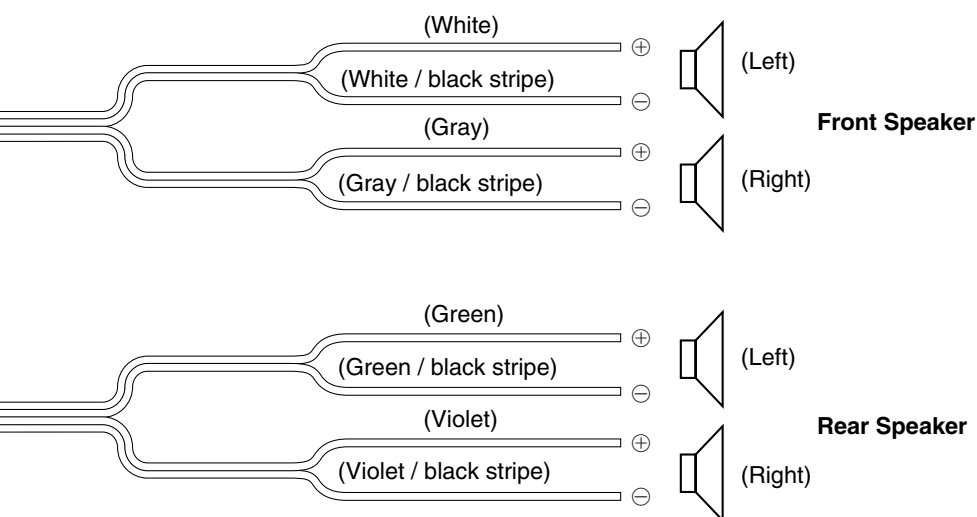 (White)
⊕
(Left)
(White / black stripe)
⊖
Front Speaker
(Gray)
⊕
(Right)
(Gray / black stripe)
⊖
(Green)
⊕
(Left)
(Green / black stripe)
⊖
Rear Speaker
(Violet)
⊕
(Right)
(Violet / black stripe)
⊖